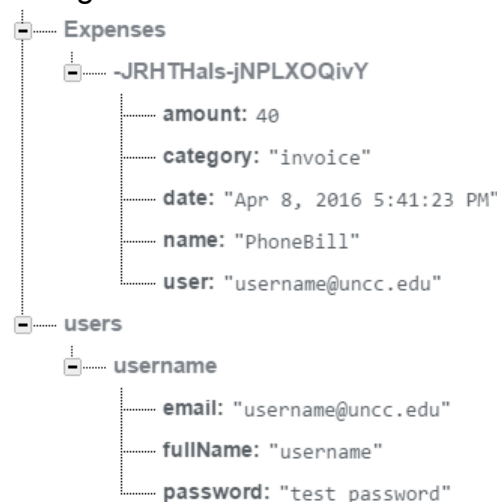 Expenses
-JRHTHals-jNPLXOQivY
amount: 40
category: "invoice"
date: "Apr 8, 2016 5:41:23 PM"
name: "PhoneBill"
user: "username@uncc.edu"
users
username
email: "username@uncc.edu"
fullName: "username"
password: "test password"